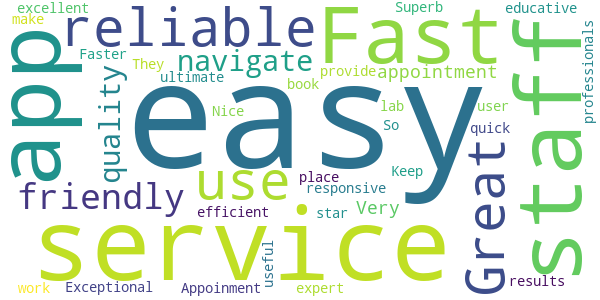 excellent
Superb
educative
make
reliable
Fast
app
Faster
They
navigate
provide
appointment
staff
professionals
quality
ultimate
easy
book
lab
user
Nice
So
quick
friendly
use
place
responsive
Keep
Great
efficient
star
Very
service
useful
work
Exceptional
Appoinment
expert
results